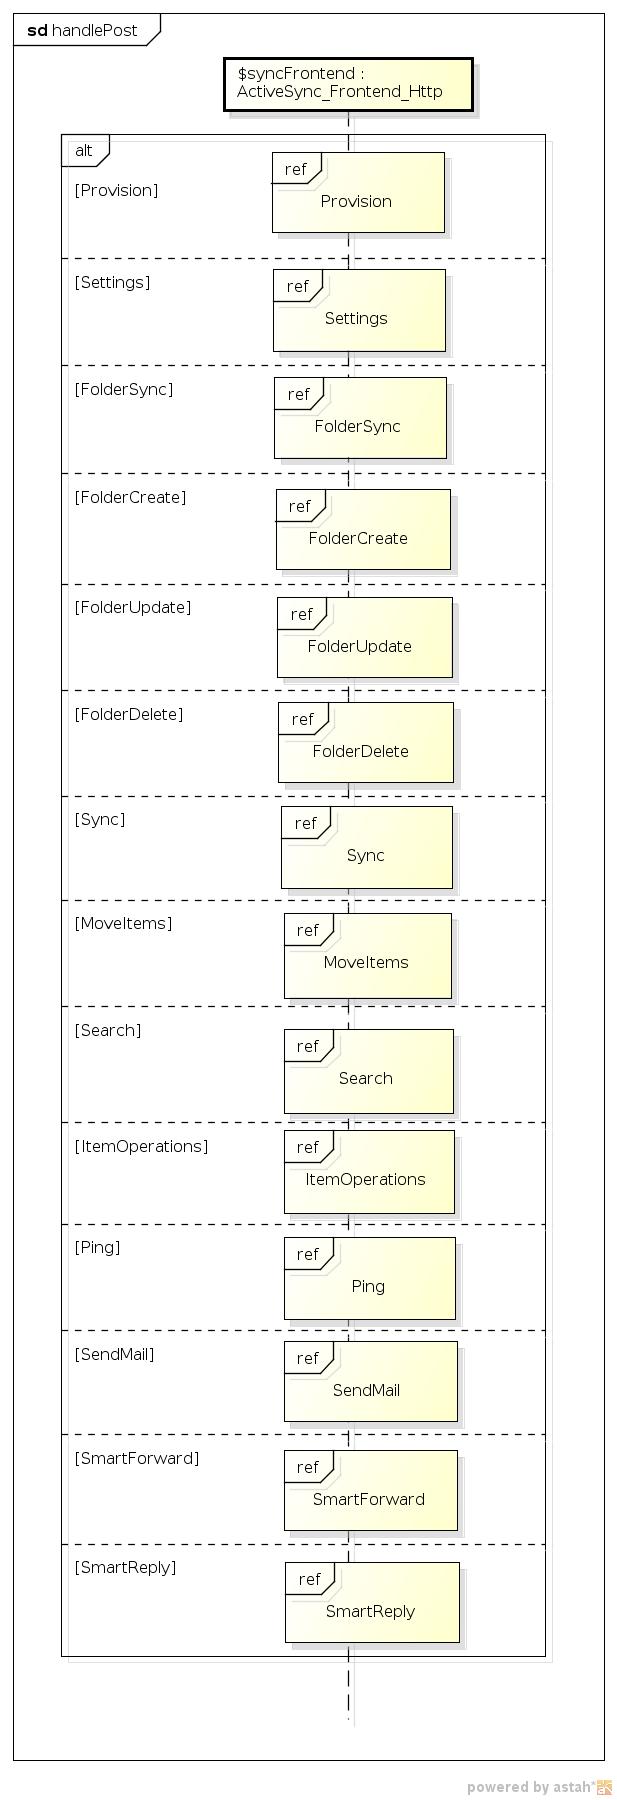 sd handlePost
$syncFrontend :
ActiveSync_Frontend_Http
alt
ref
[Provision]
Provision
[Settings]
ref
Settings
[FolderSync]
ref
FolderSync
[FolderCreate]
ref
FolderCreate
[FolderUpdate]
ref
FolderUpdate
[FolderDelete]
ref
FolderDelete
[Sync]
ref
Sync
[MoveItems]
ref
MoveItems
[Search]
ref
Search
[ItemOperations]
ref
ItemOperations
[Ping]
ref
Ping
[SendMail]
ref
SendMail
[SmartForward]
ref
SmartForward
[SmartReply]
ref
SmartReply
powered by astah*